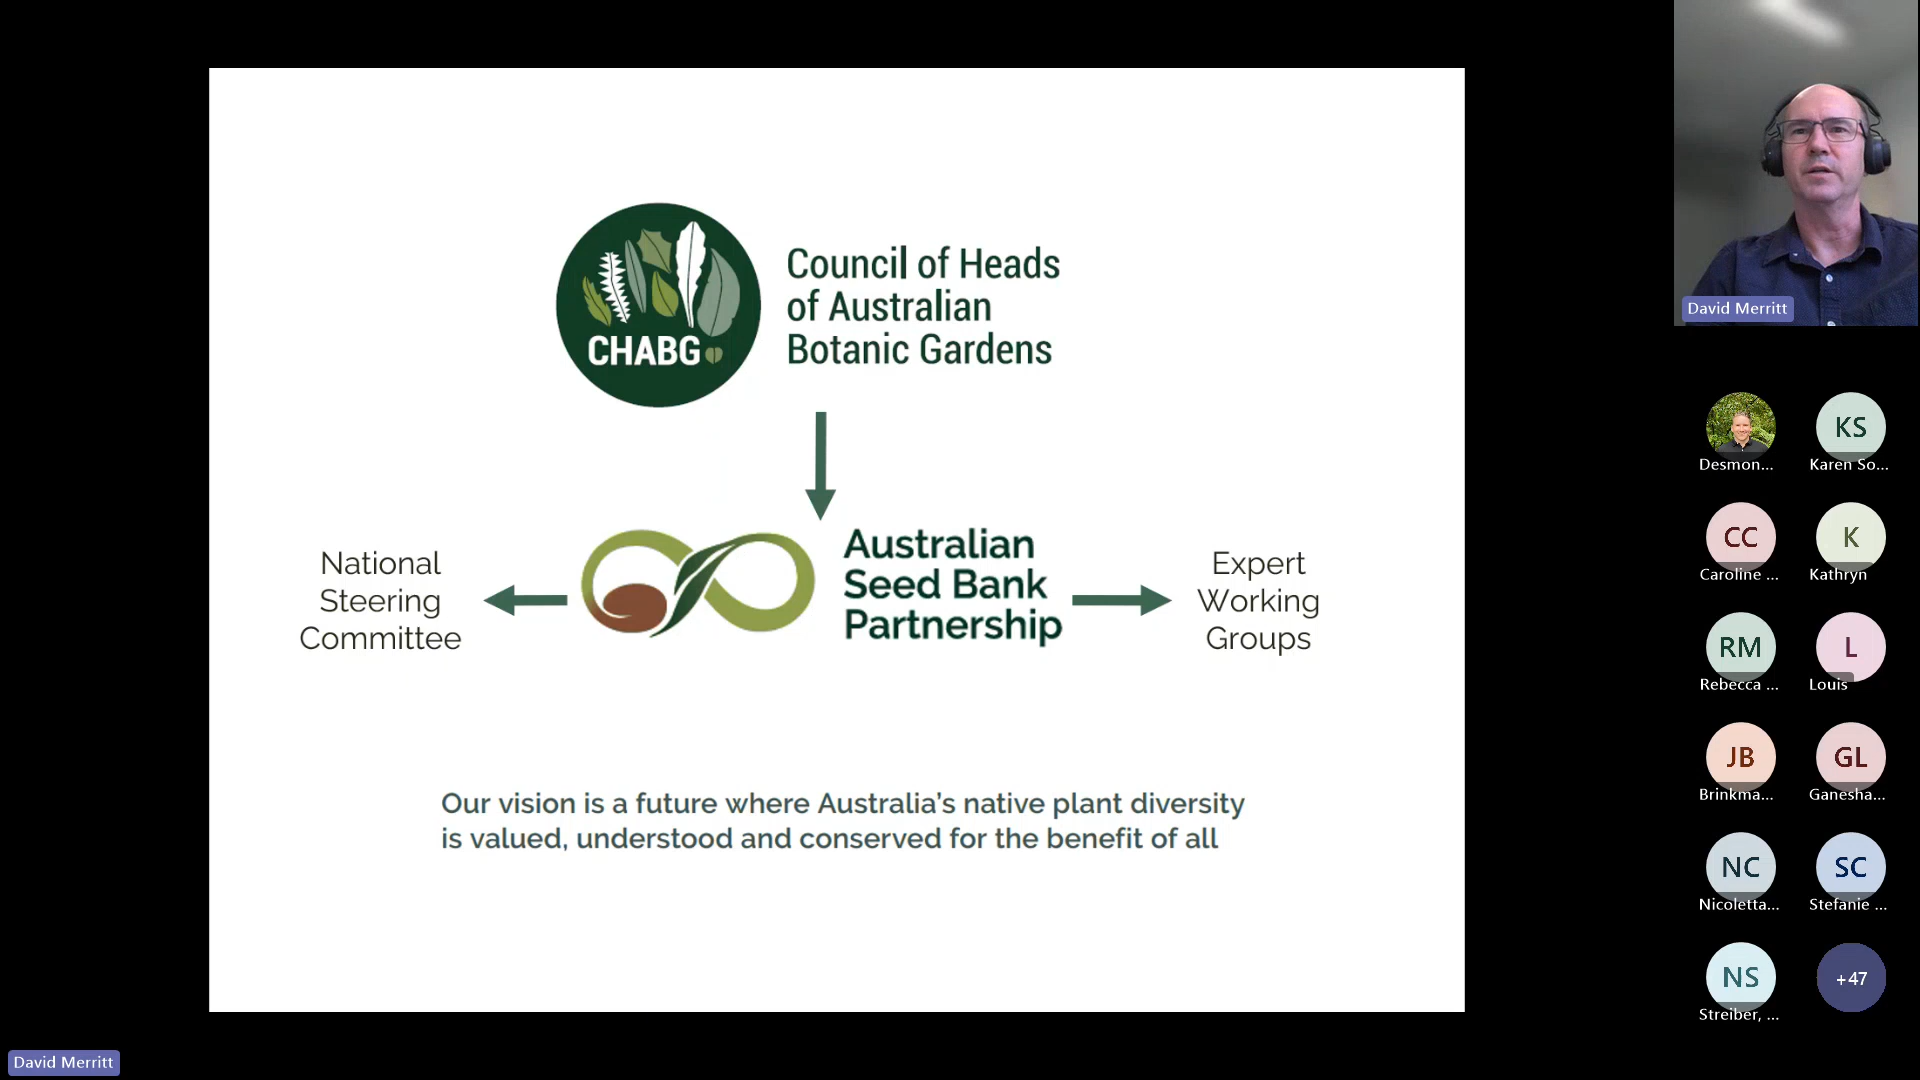 CHABG
Council of Heads
of Australian
Botanic Gardens
National
Steering
Committee
Australian
Seed Bank
Partnership
Expert
Working
Groups
Our vision is a future where Australia's native plant diversity
is valued, understood and conserved for the benefit of all
David Merritt
Desmon...
KS
Karen So...
CC
Caroline ...
K
Kathryn
RM
Rebecca ...
L
Louis
JB
Brinkma...
GL
Ganesha...
NC
Nicoletta...
SC
Stefanie ...
NS
Streiber, ...
+47
David Merritt